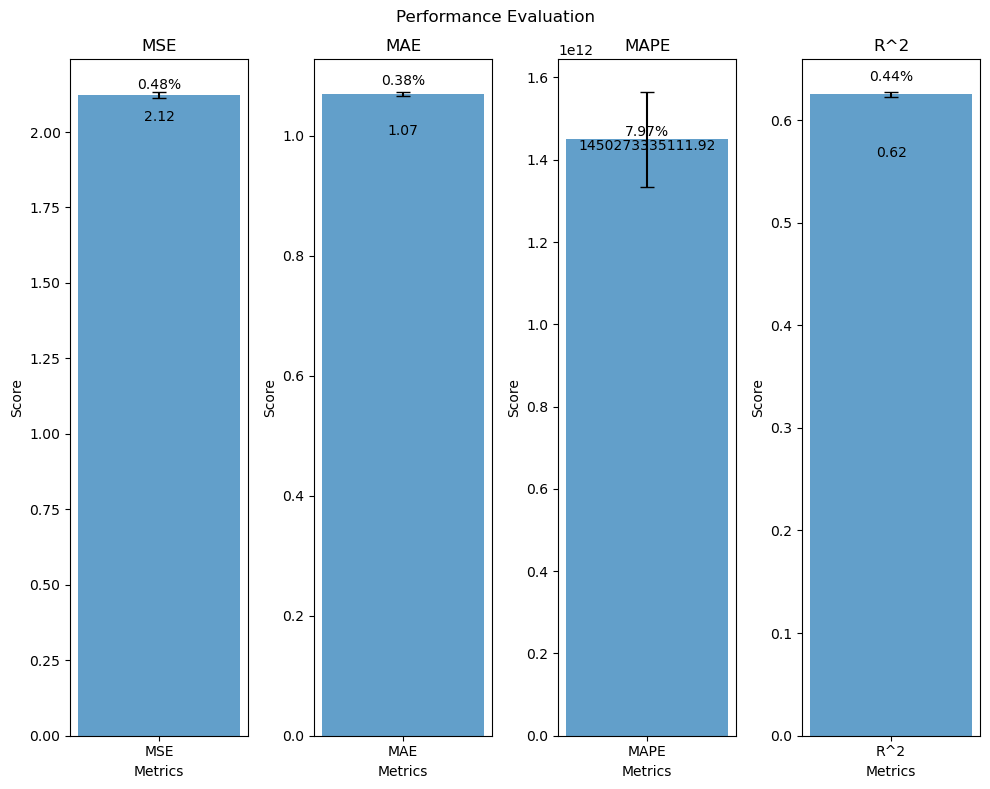 Performance Evaluation
MSE
0.48%
2.12
2.00
1.75
1.50
1.25
1.00
0.75
0.50
0.25
0.00
Score
MSE
Metrics
MAE
0.38%
1.07
1.0
0.8
0.6
0.4
0.2
0.0
Score
MAE
Metrics
MAPE
1e12
7.97%
1450273335111.92
1.6
1.4
1.2
1.0
0.8
0.6
0.4
0.2
0.0
Score
MAPE
Metrics
R^2
0.44%
0.62
0.6
0.5
0.4
0.3
0.2
0.1
0.0
Score
R^2
Metrics